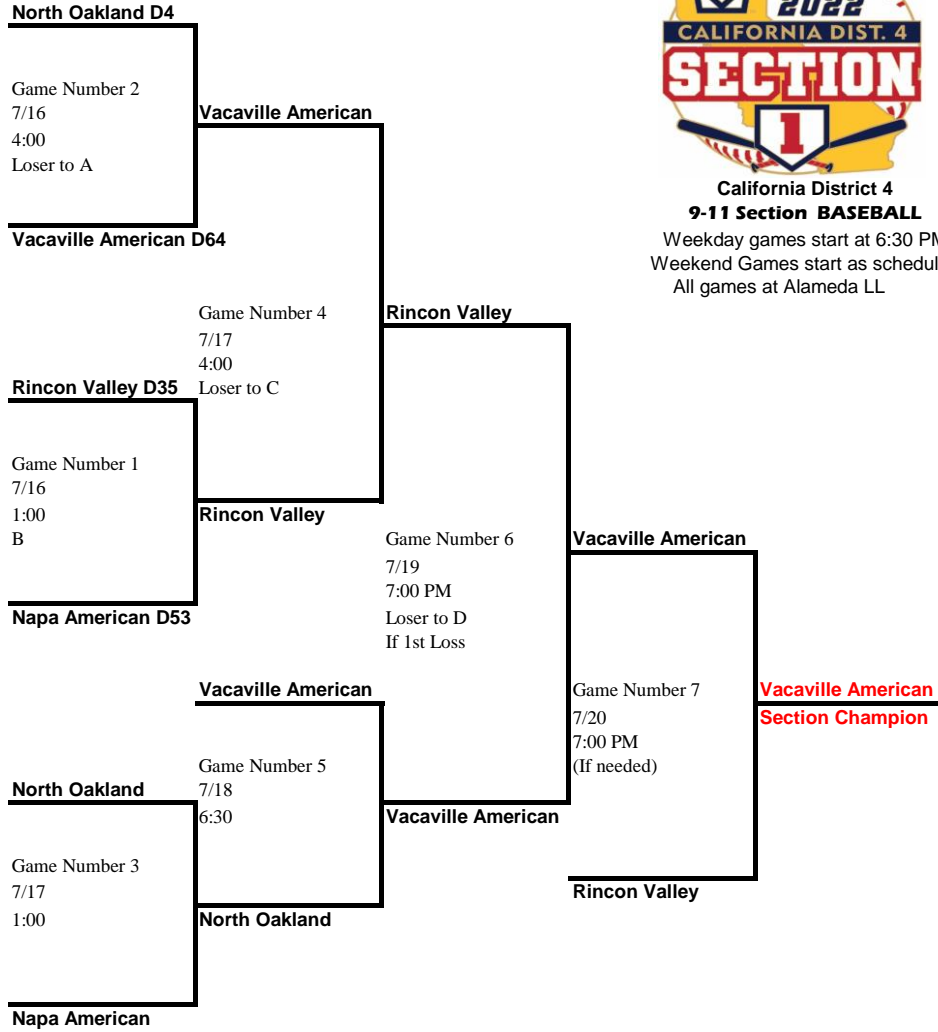 North Oakland D4
Game Number 2
7/16
4:00
Loser to A
Vacaville American
Vacaville American D64
2022
CALIFORNIA DIST. 4
SECTION
1
California District 4
9-11 Section BASEBALL
Weekday games start at 6:30 PM
Weekend Games start as schedul
All games at Alameda LL
Game Number 4
7/17
4:00
Loser to C
Rincon Valley
Rincon Valley D35
Game Number 1
7/16
1:00
B
Rincon Valley
Napa American D53
Game Number 6
7/19
7:00 PM
Loser to D
If 1st Loss
Vacaville American
Vacaville American
Game Number 5
7/18
6:30
Vacaville American
Game Number 7
7/20
7:00 PM
(If needed)
Vacaville American
Section Champion
North Oakland
Game Number 3
7/17
1:00
North Oakland
Rincon Valley
Napa American